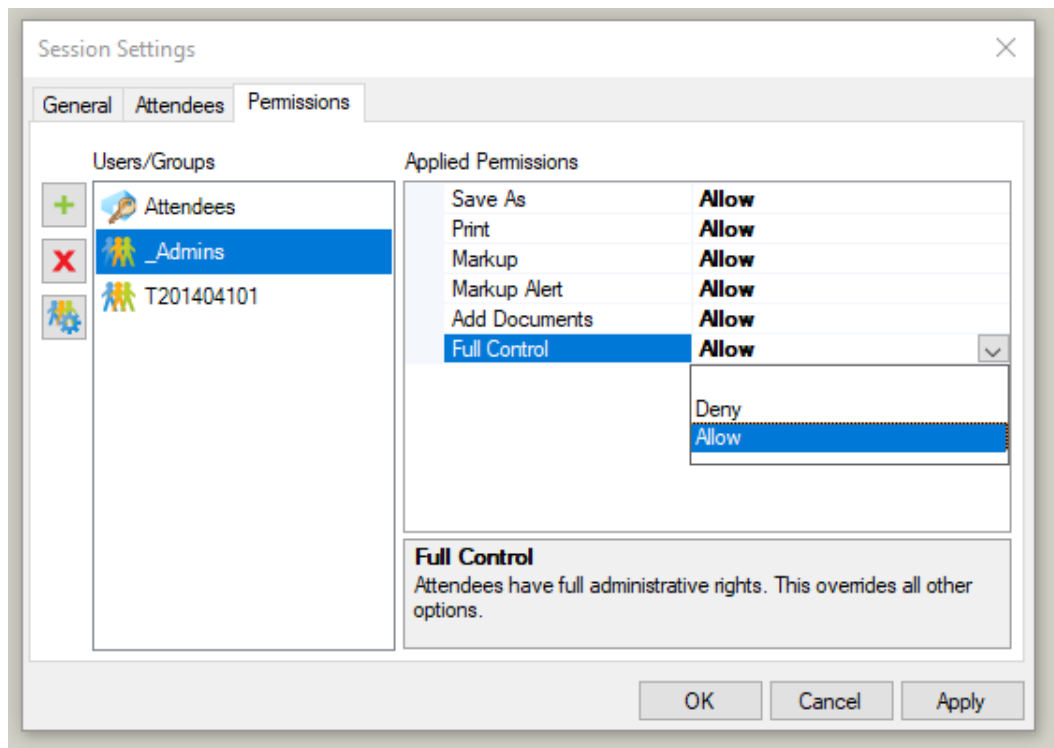 Session Settings
General Attendees Permissions
Users/Groups
Applied Permissions
Attendees
_Admins
T201404101
Save As Allow
Print Allow
Markup Allow
Markup Alert Allow
Add Documents Allow
Full Control Allow
Deny
Allow
Full Control
Attendees have full administrative rights. This overrides all other
options.
OK Cancel Apply